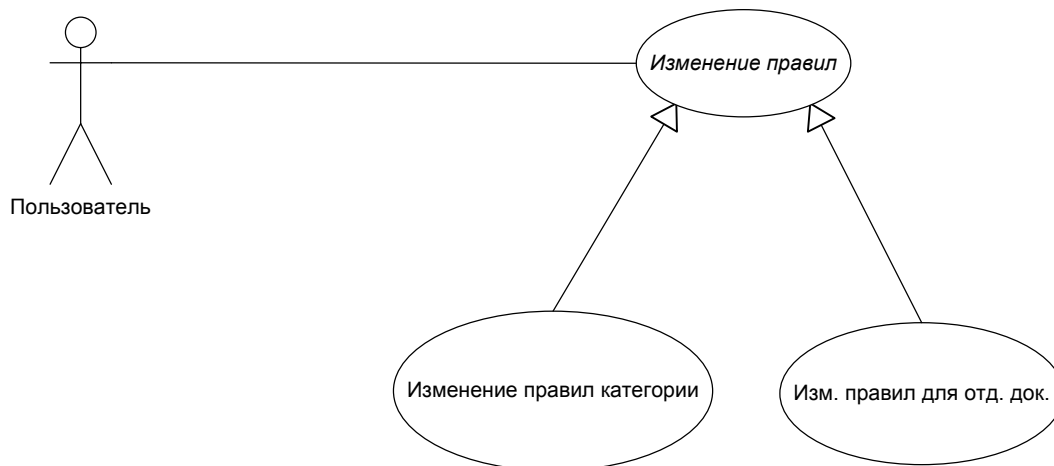 Изменение правил
Пользователь
Изменение правил категории
Изм. правил для отд. док.